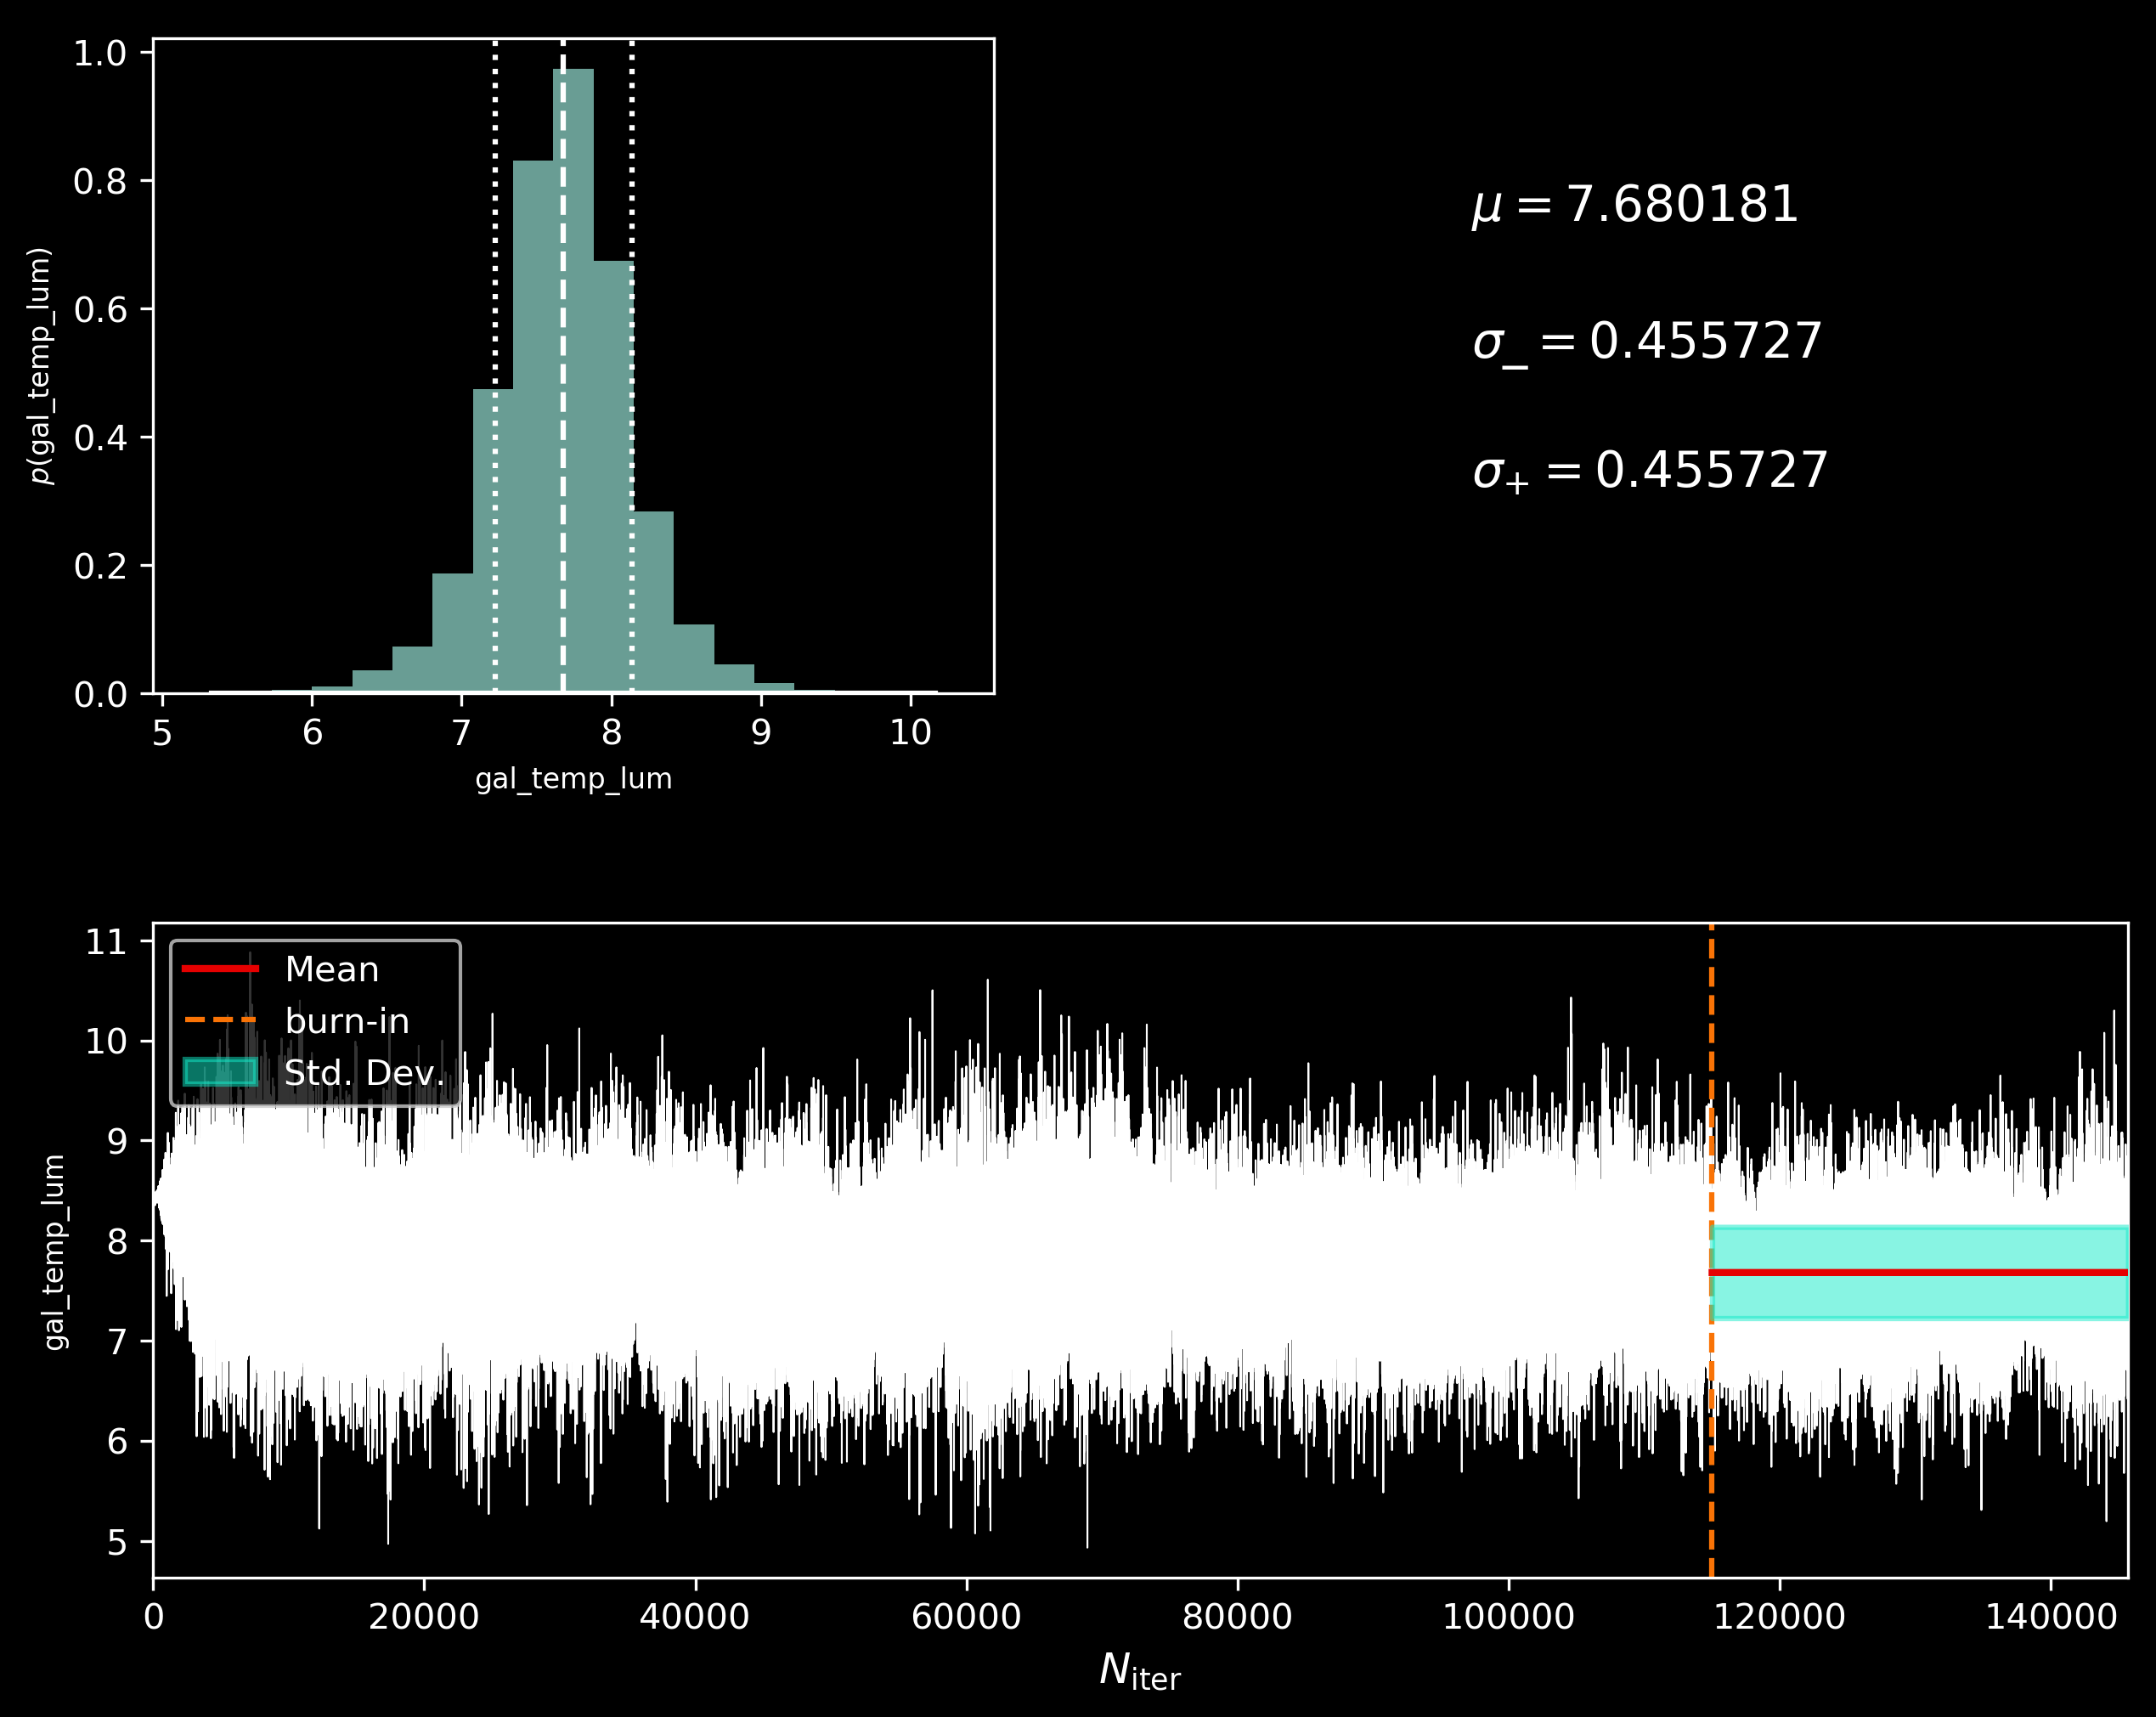 1.0
0.8
0.6
0.4
0.2
0.0
p(gal_temp_lum)
5 6 7 8 9 10
gal_temp_lum
μ = 7.680181
σ_ = 0.455727
σ+ = 0.455727
11
10
9
8
7
6
5
gal_temp_lum
Mean
burn-in
Std. Dev.
0 20000 40000 60000 80000 100000 120000 140000
Niter